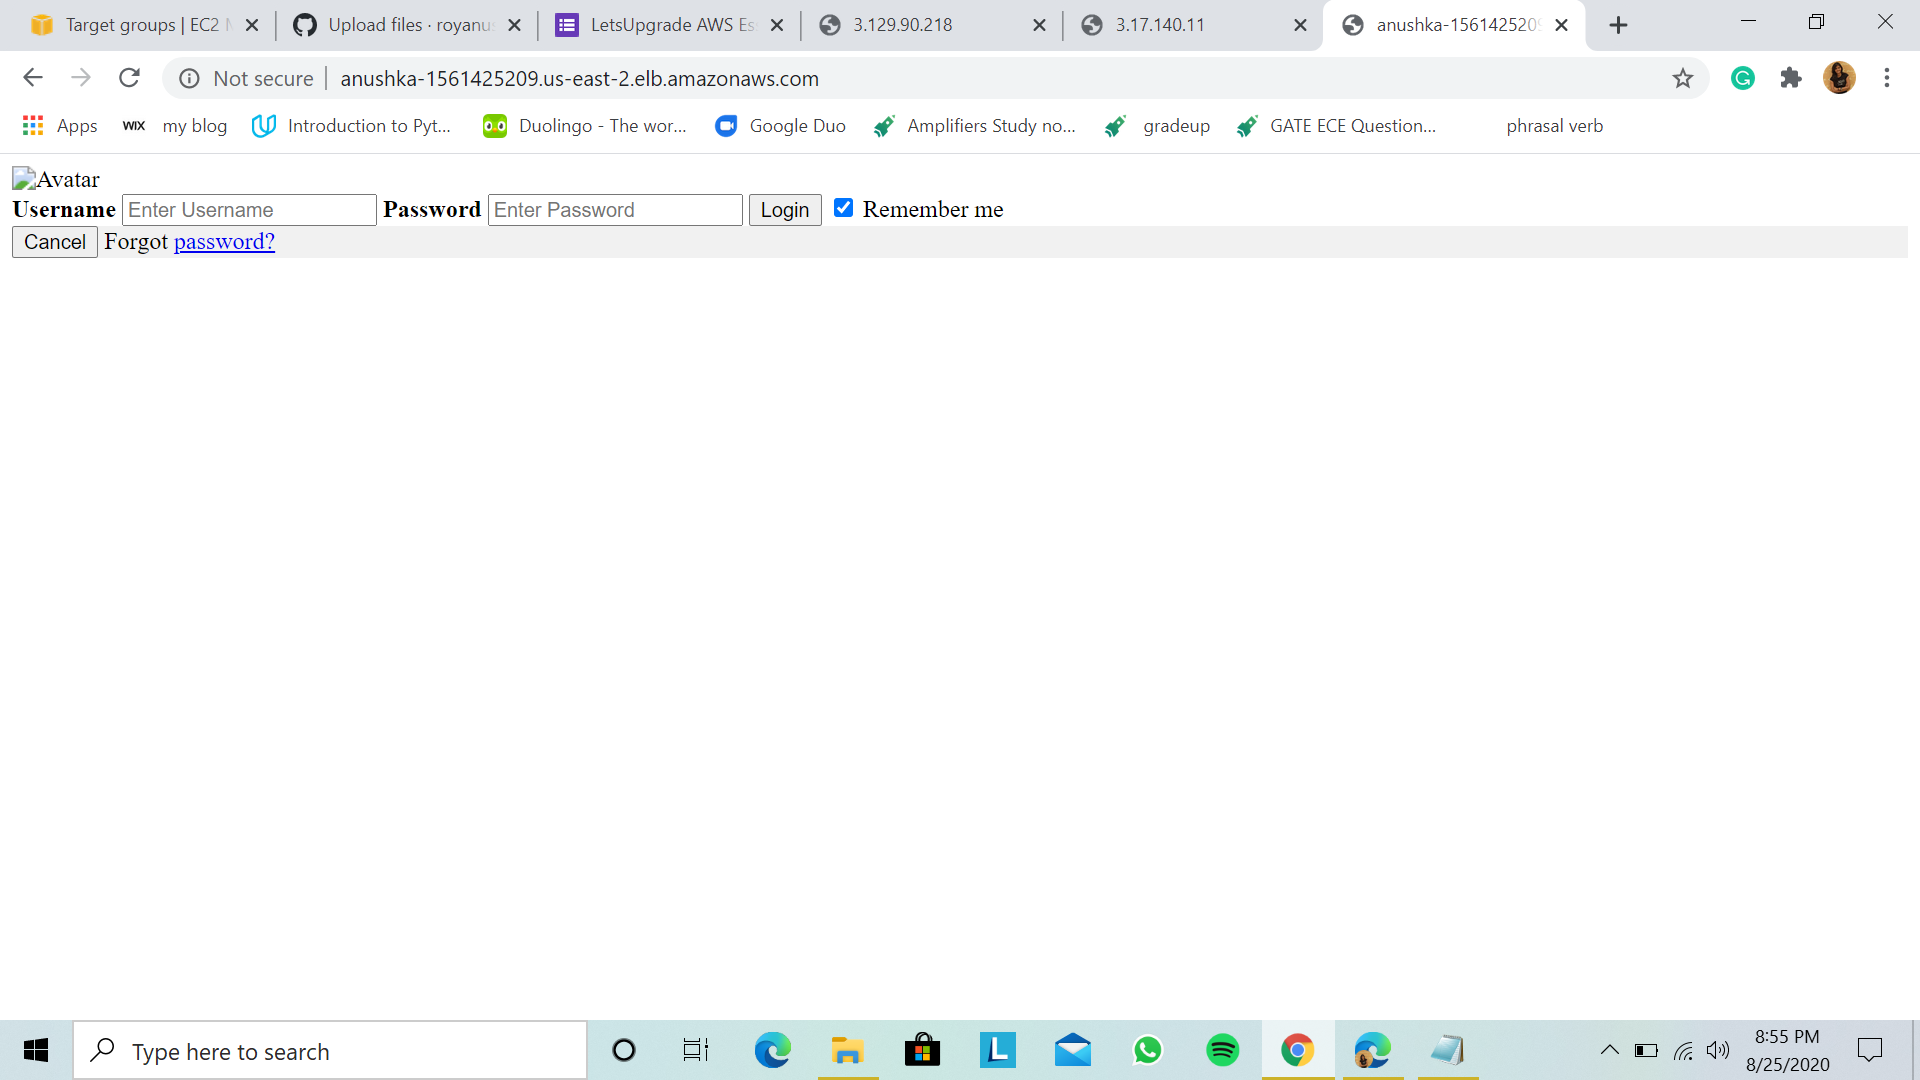 Target groups | EC2 M
Upload files · royanus
LetsUpgrade AWS Ess
3.129.90.218
3.17.140.11
anushka-1561425209
Not secure
anushka-1561425209.us-east-2.elb.amazonaws.com
Apps
WIX my blog
Introduction to Pyt...
Duolingo - The wor...
Google Duo
Amplifiers Study no...
gradeup
GATE ECE Question...
phrasal verb
Avatar
Username Enter Username Password Enter Password Login Remember me
Cancel Forgot password?
Type here to search
8:55 PM
8/25/2020